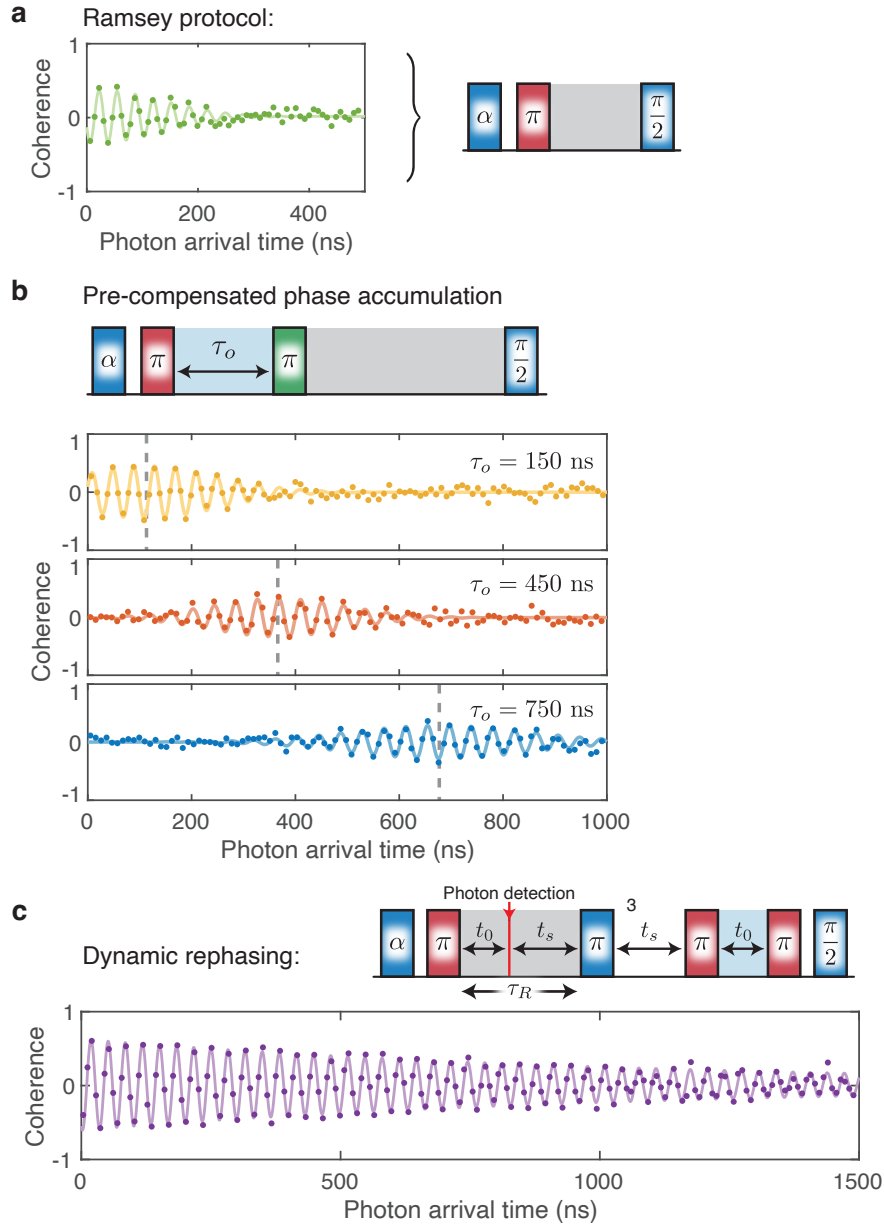 a Ramsey protocol:
1
0
-1
Coherence
0 200 400
Photon arrival time (ns)
α π π/2
b Pre-compensated phase accumulation
α π τₒ π π/2
1
0
-1
τₒ = 150 ns
1
0
-1
τₒ = 450 ns
1
0
-1
τₒ = 750 ns
Coherence
0 200 400 600 800 1000
Photon arrival time (ns)
c Dynamic rephasing:
Photon detection
3
α π t₀ tₛ π tₛ π t₀ π π/2
τ_R
1
0
-1
Coherence
0 500 1000 1500
Photon arrival time (ns)